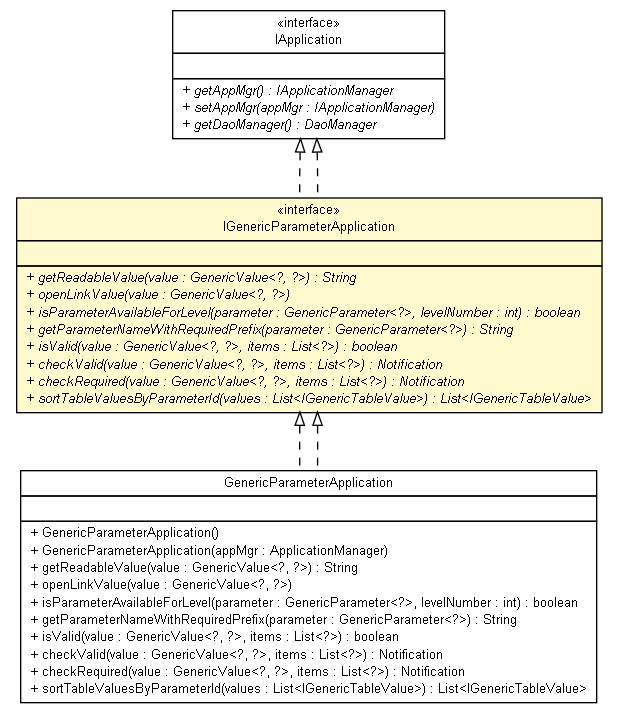 «interface»
IApplication
+ getAppMgr() : IApplicationManager
+ setAppMgr(appMgr : IApplicationManager)
+ getDaoManager() : DaoManager
«interface»
IGenericParameterApplication
+ getReadableValue(value : GenericValue<?, ?>) : String
+ openLinkValue(value : GenericValue<?, ?>)
+ isParameterAvailableForLevel(parameter : GenericParameter<?>, levelNumber : int) : boolean
+ getParameterNameWithRequiredPrefix(parameter : GenericParameter<?>) : String
+ isValid(value : GenericValue<?, ?>, items : List<?>) : boolean
+ checkValid(value : GenericValue<?, ?>, items : List<?>) : Notification
+ checkRequired(value : GenericValue<?, ?>, items : List<?>) : Notification
+ sortTableValuesByParameterId(values : List<IGenericTableValue>) : List<IGenericTableValue>
GenericParameterApplication
+ GenericParameterApplication()
+ GenericParameterApplication(appMgr : ApplicationManager)
+ getReadableValue(value : GenericValue<?, ?>) : String
+ openLinkValue(value : GenericValue<?, ?>)
+ isParameterAvailableForLevel(parameter : GenericParameter<?>, levelNumber : int) : boolean
+ getParameterNameWithRequiredPrefix(parameter : GenericParameter<?>) : String
+ isValid(value : GenericValue<?, ?>, items : List<?>) : boolean
+ checkValid(value : GenericValue<?, ?>, items : List<?>) : Notification
+ checkRequired(value : GenericValue<?, ?>, items : List<?>) : Notification
+ sortTableValuesByParameterId(values : List<IGenericTableValue>) : List<IGenericTableValue>